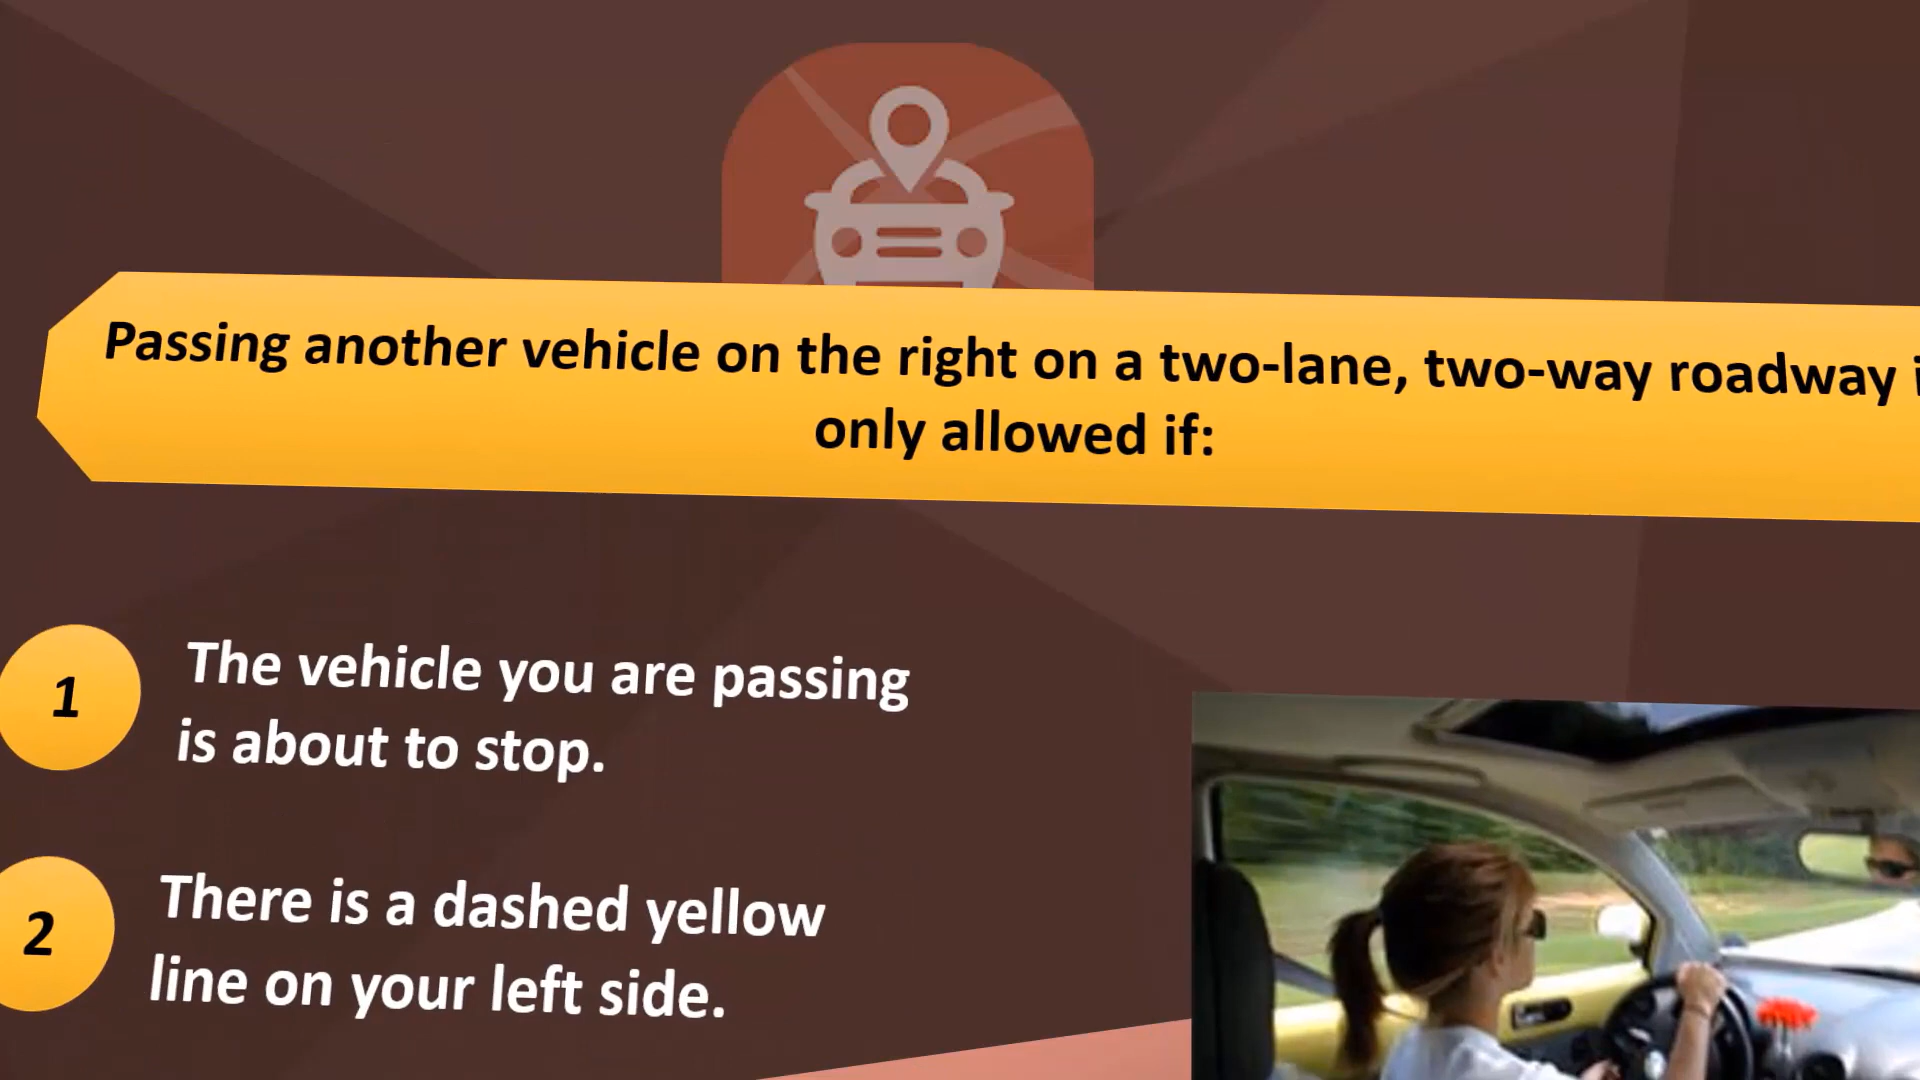 Passing another vehicle on the right on a two-lane, two-way roadway
only allowed if:
1
The vehicle you are passing
is about to stop.
2
There is a dashed yellow
line on your left side.